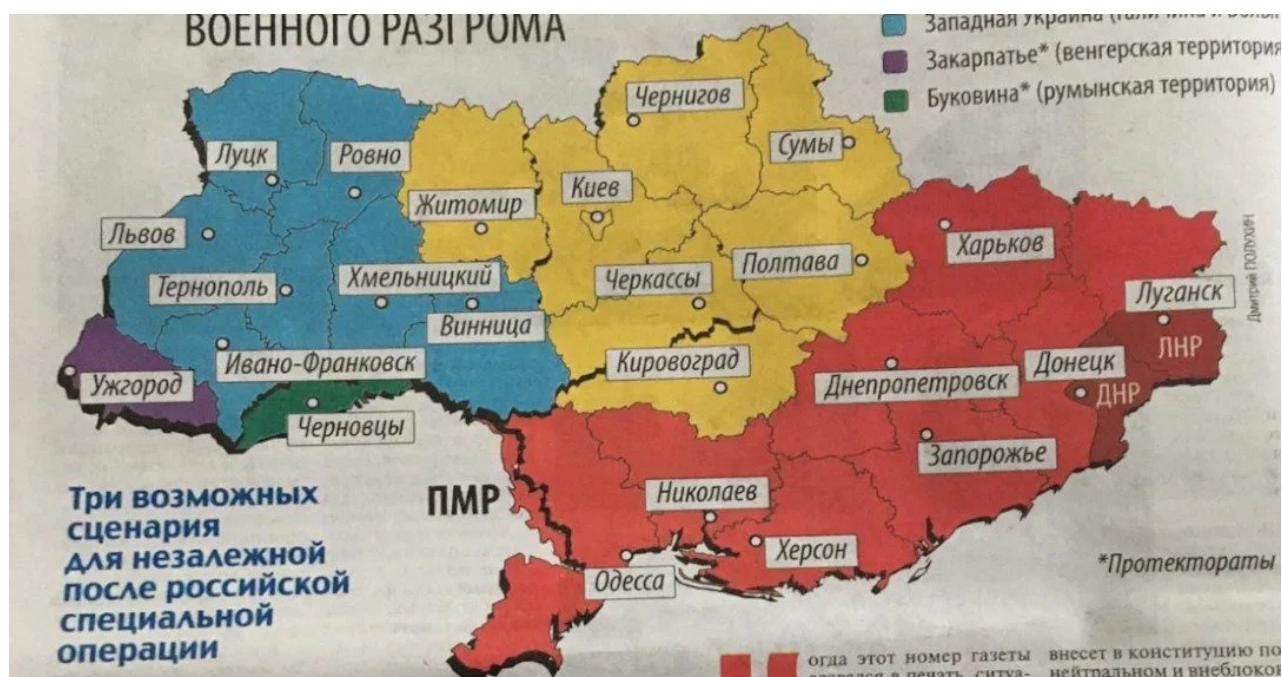 ВОЕННОГО РАЗГРОМА
Западная Украина
Закарпатье* (венгерская территория
Буковина* (румынская территория)
Чернигов
Сумы
Луцк
Ровно
Киев
Житомир
Львов
Харьков
Полтава
Тернополь
Хмельницкий
Черкассы
Луганск
Винница
Дмитрий ПОЛУХИН
ЛНР
Ивано-Франковск
Кировоград
Донецк
Ужгород
Днепропетровск
ДНР
Черновцы
Запорожье
ПМР
Николаев
Херсон
Одесса
*Протектораты
Три возможных
сценария
для незалежной
после российской
специальной
операции
огда этот номер газеты
внесет в конституцию по
нейтральном и внеблоков